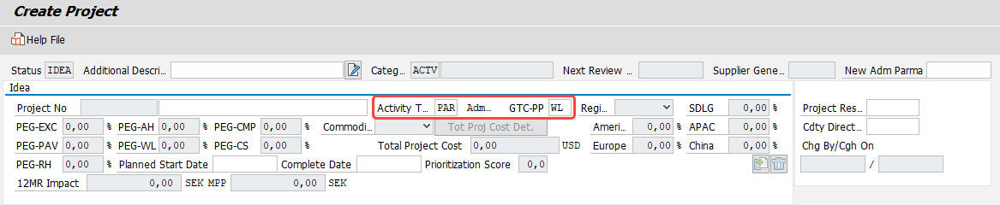 Create Project
Help File
Status IDEA Additional Descri... Categ... ACTV Next Review ... Supplier Gene... New Adm Parma
Idea
Project No Activity T... PAR Adm... GTC-PP WL Regi... SDLG 0,00 % Project Res...
PEG-EXC 0,00 % PEG-AH 0,00 % PEG-CMP 0,00 % Commodi... Tot Proj Cost Det. Ameri... 0,00 % APAC 0,00 % Cdty Direct...
PEG-PAV 0,00 % PEG-WL 0,00 % PEG-CS 0,00 % Total Project Cost 0,00 USD Europe 0,00 % China 0,00 % Chg By/Cgh On
PEG-RH 0,00 % Planned Start Date Complete Date Prioritization Score 0,0 /
12MR Impact 0,00 SEK MPP 0,00 SEK